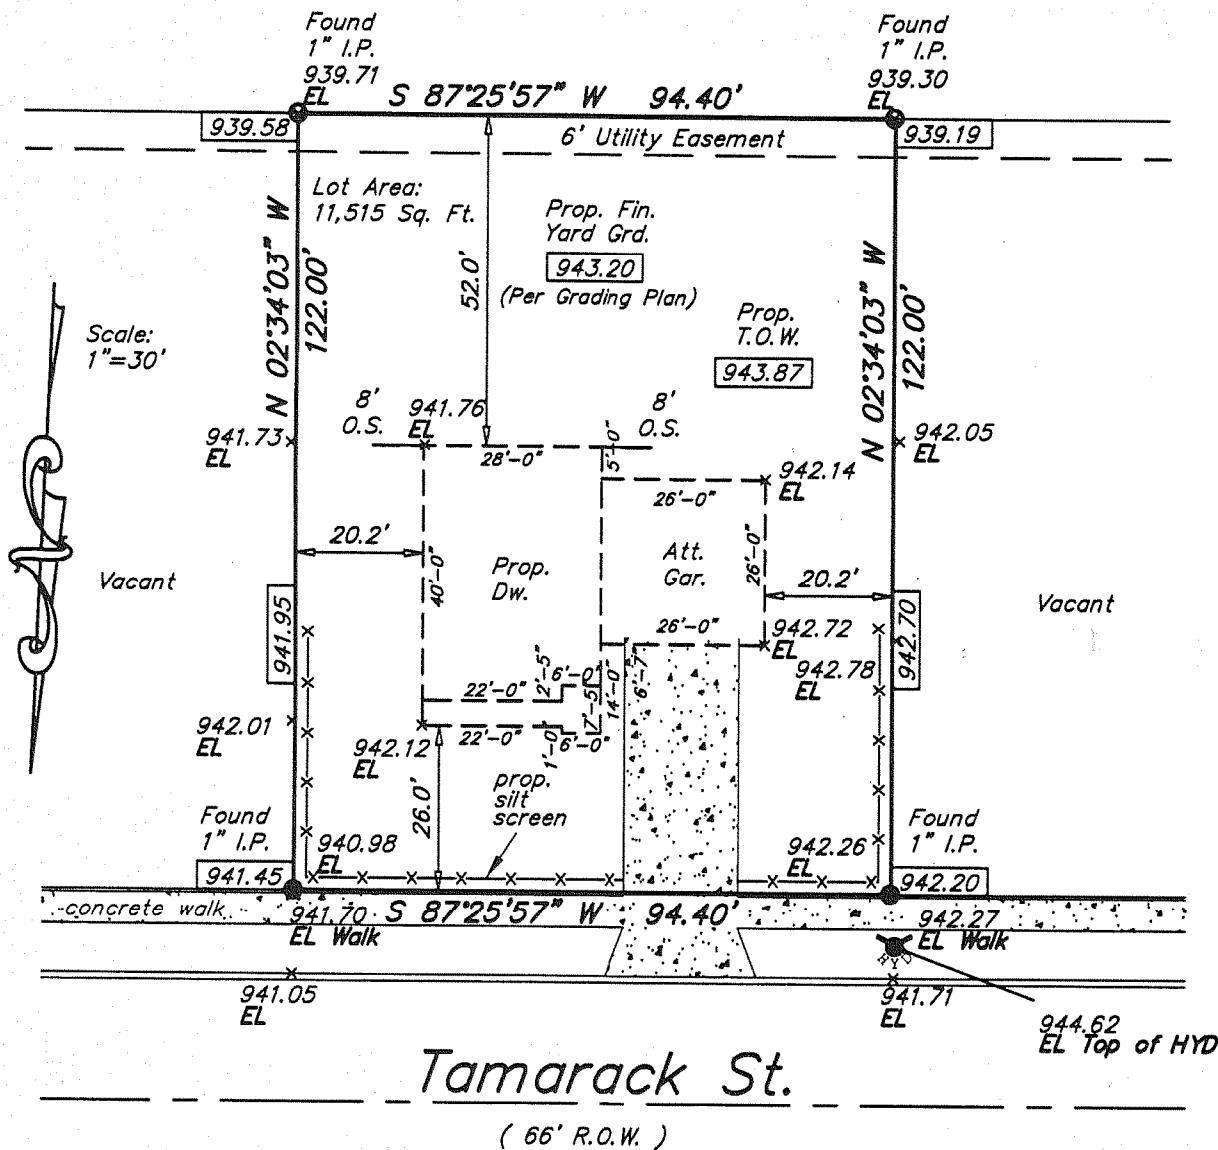 Found
1" I.P.
939.71
EL
Found
1" I.P.
939.30
EL
S 87°25'57" W 94.40'
939.58
939.19
6' Utility Easement
Lot Area:
11,515 Sq. Ft.
Prop. Fin.
Yard Grd.
943.20
(Per Grading Plan)
52.0'
N 02°34'03" W
122.00'
N 02°34'03" W
122.00'
Scale:
1"=30'
Prop.
T.O.W.
943.87
8'
O.S.
941.76
EL
8'
O.S.
941.73
EL
942.05
EL
28'-0"
5'-0"
942.14
EL
26'-0"
20.2'
40'-0"
Prop.
Dw.
Att.
Gar.
26'-0"
20.2'
Vacant
Vacant
941.95
942.70
26'-0"
942.72
EL
942.78
EL
22'-0"
2'-5"
6'-0"
14'-0"
6'-7"
7'-5"
942.01
EL
942.12
EL
22'-0"
1'-0"
6'-0"
26.0'
prop.
silt
screen
Found
1" I.P.
941.45
940.98
EL
942.26
EL
Found
1" I.P.
942.20
concrete walk
941.70
EL Walk
S 87°25'57" W 94.40'
942.27
EL Walk
HYD
941.05
EL
941.71
EL
944.62
EL Top of HYD
Tamarack St.
( 66' R.O.W. )